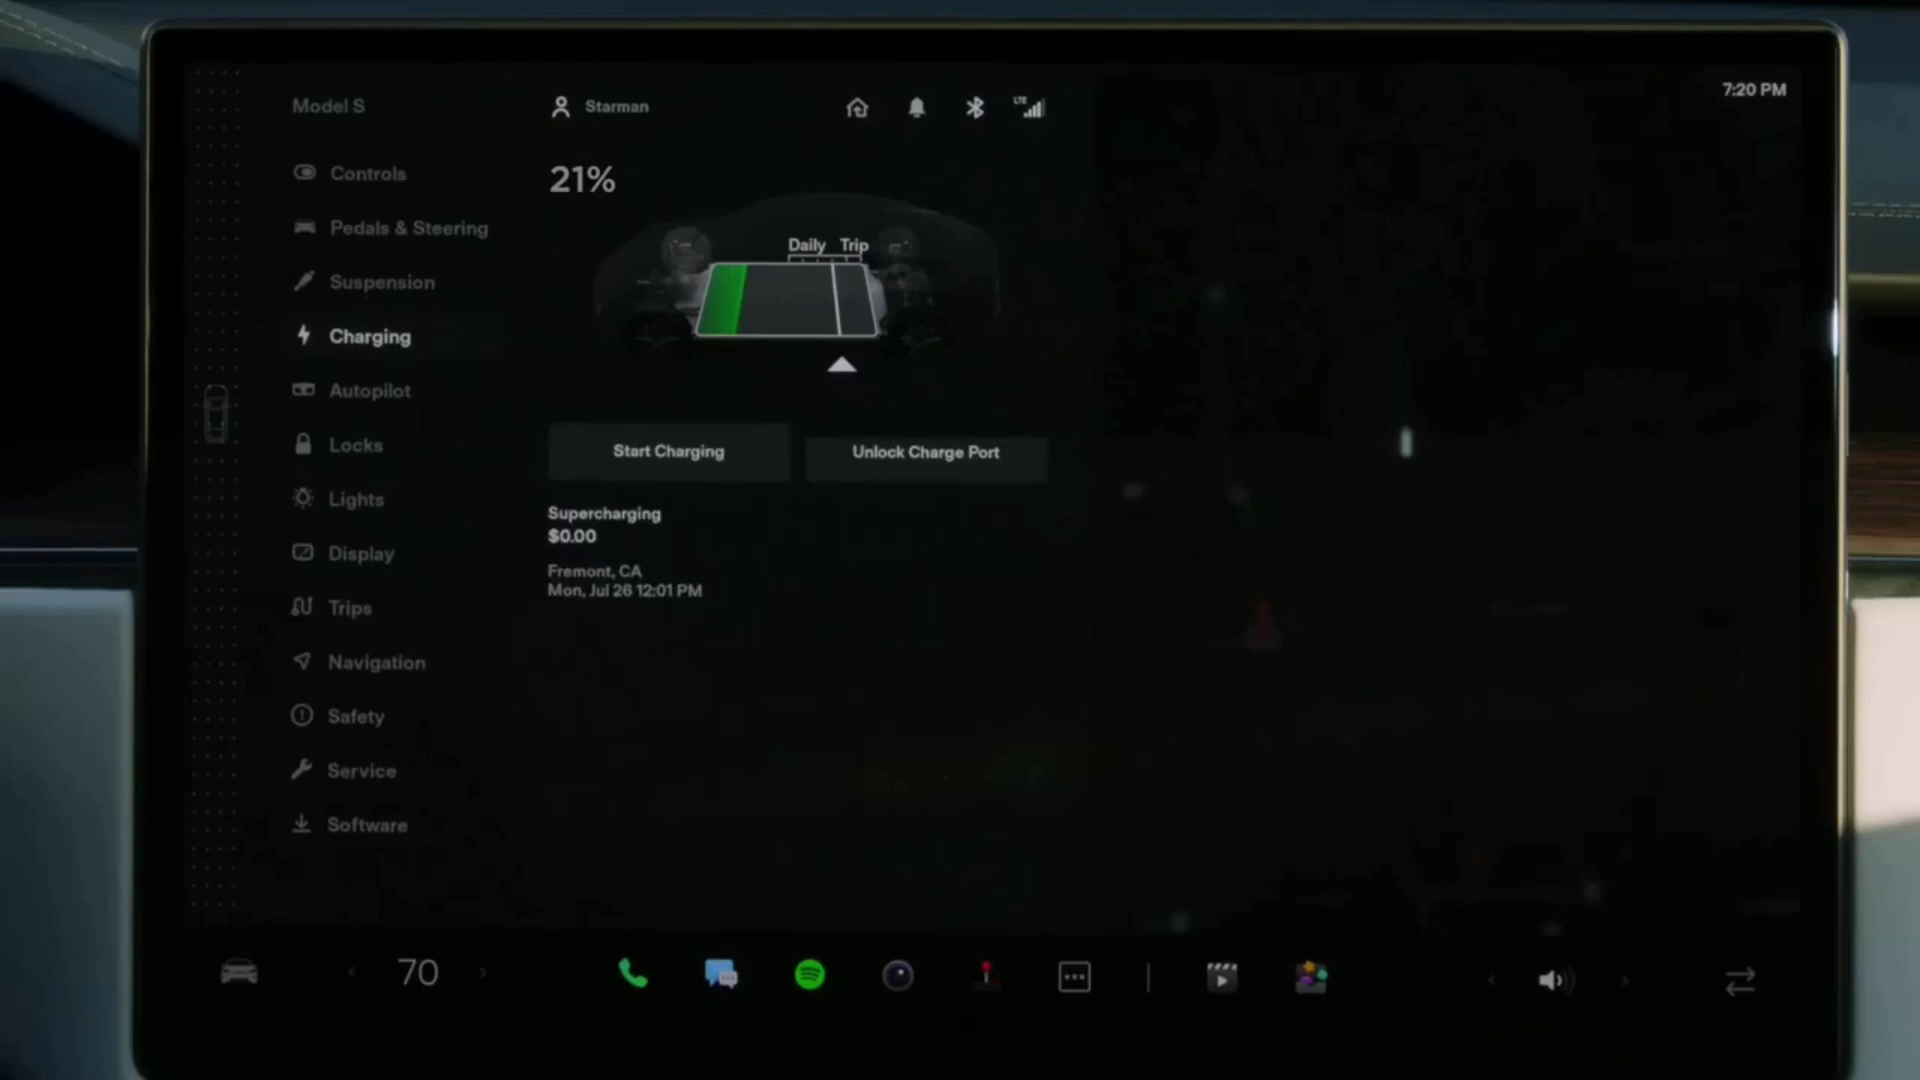 7:20 PM
Model S
Starman
LTE
Controls
Pedals & Steering
Suspension
Charging
Autopilot
Locks
Lights
Display
Trips
Navigation
Safety
Service
Software
21%
Daily Trip
Start Charging
Unlock Charge Port
Supercharging
$0.00
Fremont, CA
Mon, Jul 26 12:01 PM
70